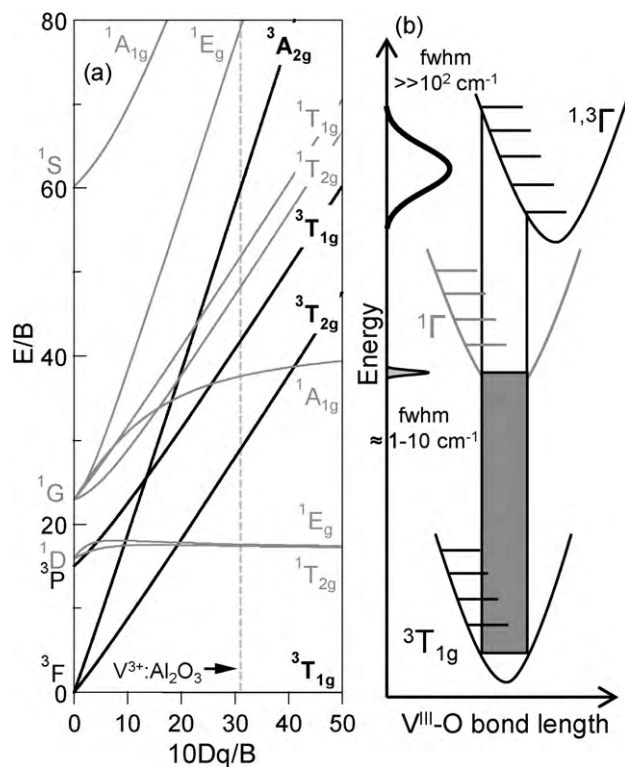 (a)
80
60
40
20
0
E/B
¹A₁g
¹Eg
³A₂g
¹T₁g
¹T₂g
³T₁g
³T₂g
¹A₁g
¹Eg
¹T₂g
³T₁g
¹S
¹G
¹D
³P
³F
V³⁺:Al₂O₃
0 10 20 30 40 50
10Dq/B
(b)
fwhm
>>10² cm⁻¹
¹,³Γ
¹Γ
Energy
fwhm
≈ 1-10 cm⁻¹
³T₁g
Vᴵᴵᴵ-O bond length